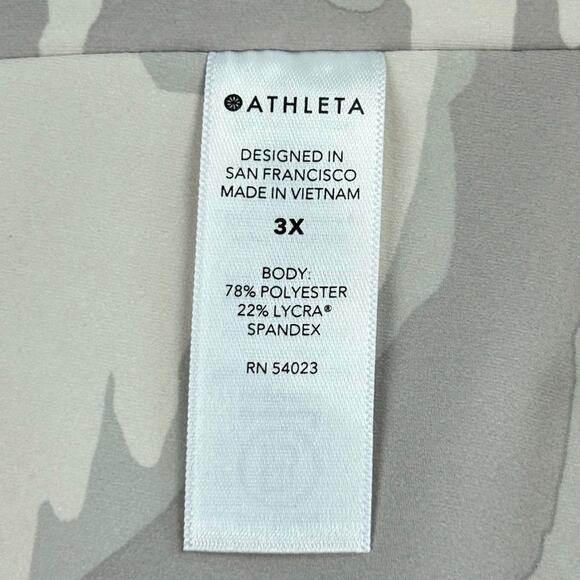 ATHLETA
DESIGNED IN
SAN FRANCISCO
MADE IN VIETNAM
3X
BODY:
78% POLYESTER
22% LYCRA®
SPANDEX
RN 54023